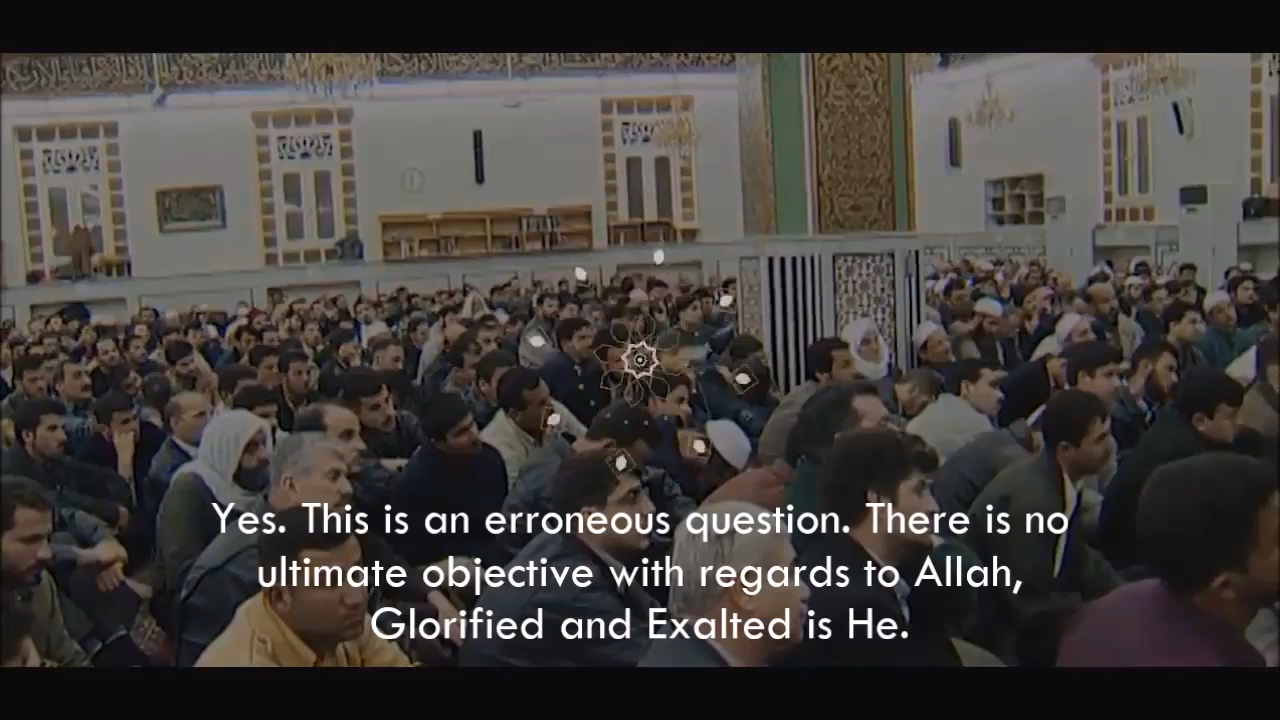 Yes. This is an erroneous question. There is no
ultimate objective with regards to Allah,
Glorified and Exalted is He.